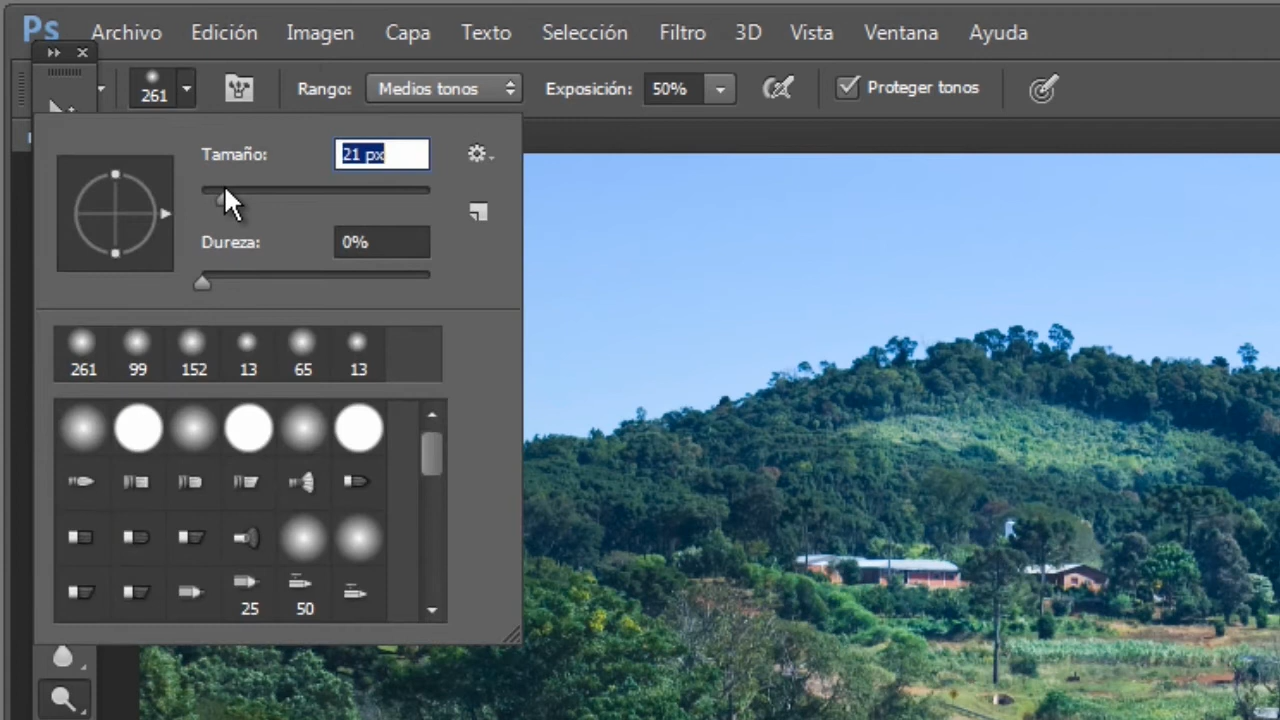 Ps Archivo Edición Imagen Capa Texto Selección Filtro 3D Vista Ventana Ayuda
261 Rango: Medios tonos Exposición: 50% Proteger tonos
Tamaño: 21 px
Dureza: 0%
261 99 152 13 65 13
25 50